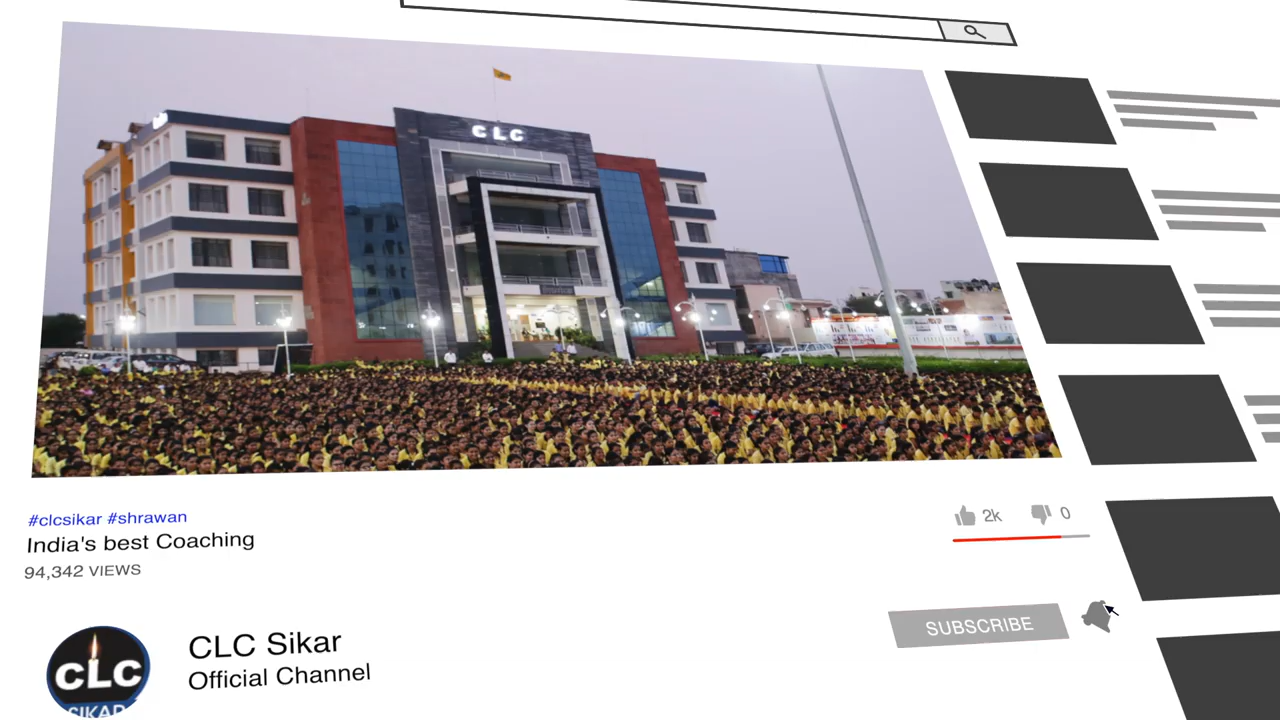 CLC
#clcsikar #shrawan
India's best Coaching
94,342 VIEWS
2k
0
CLC Sikar
Official Channel
SUBSCRIBE
CLC
SIKAR